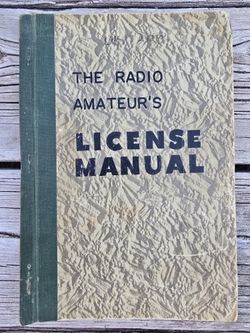 THE RADIO
AMATEUR'S
LICENSE
MANUAL